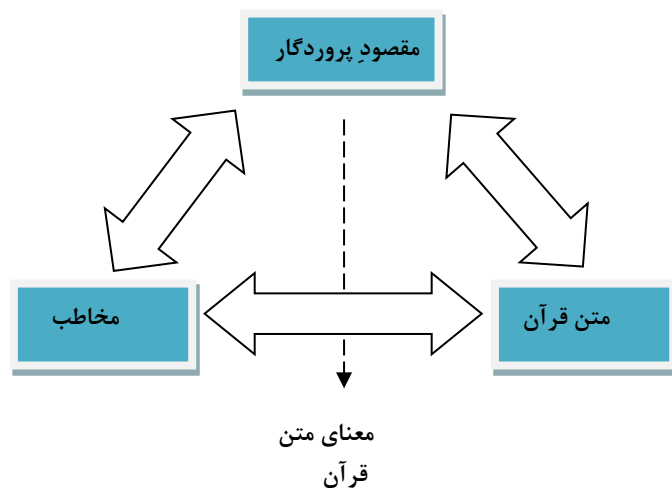 مقصودِ پروردگار
متن قرآن
مخاطب
معنای متن
قرآن